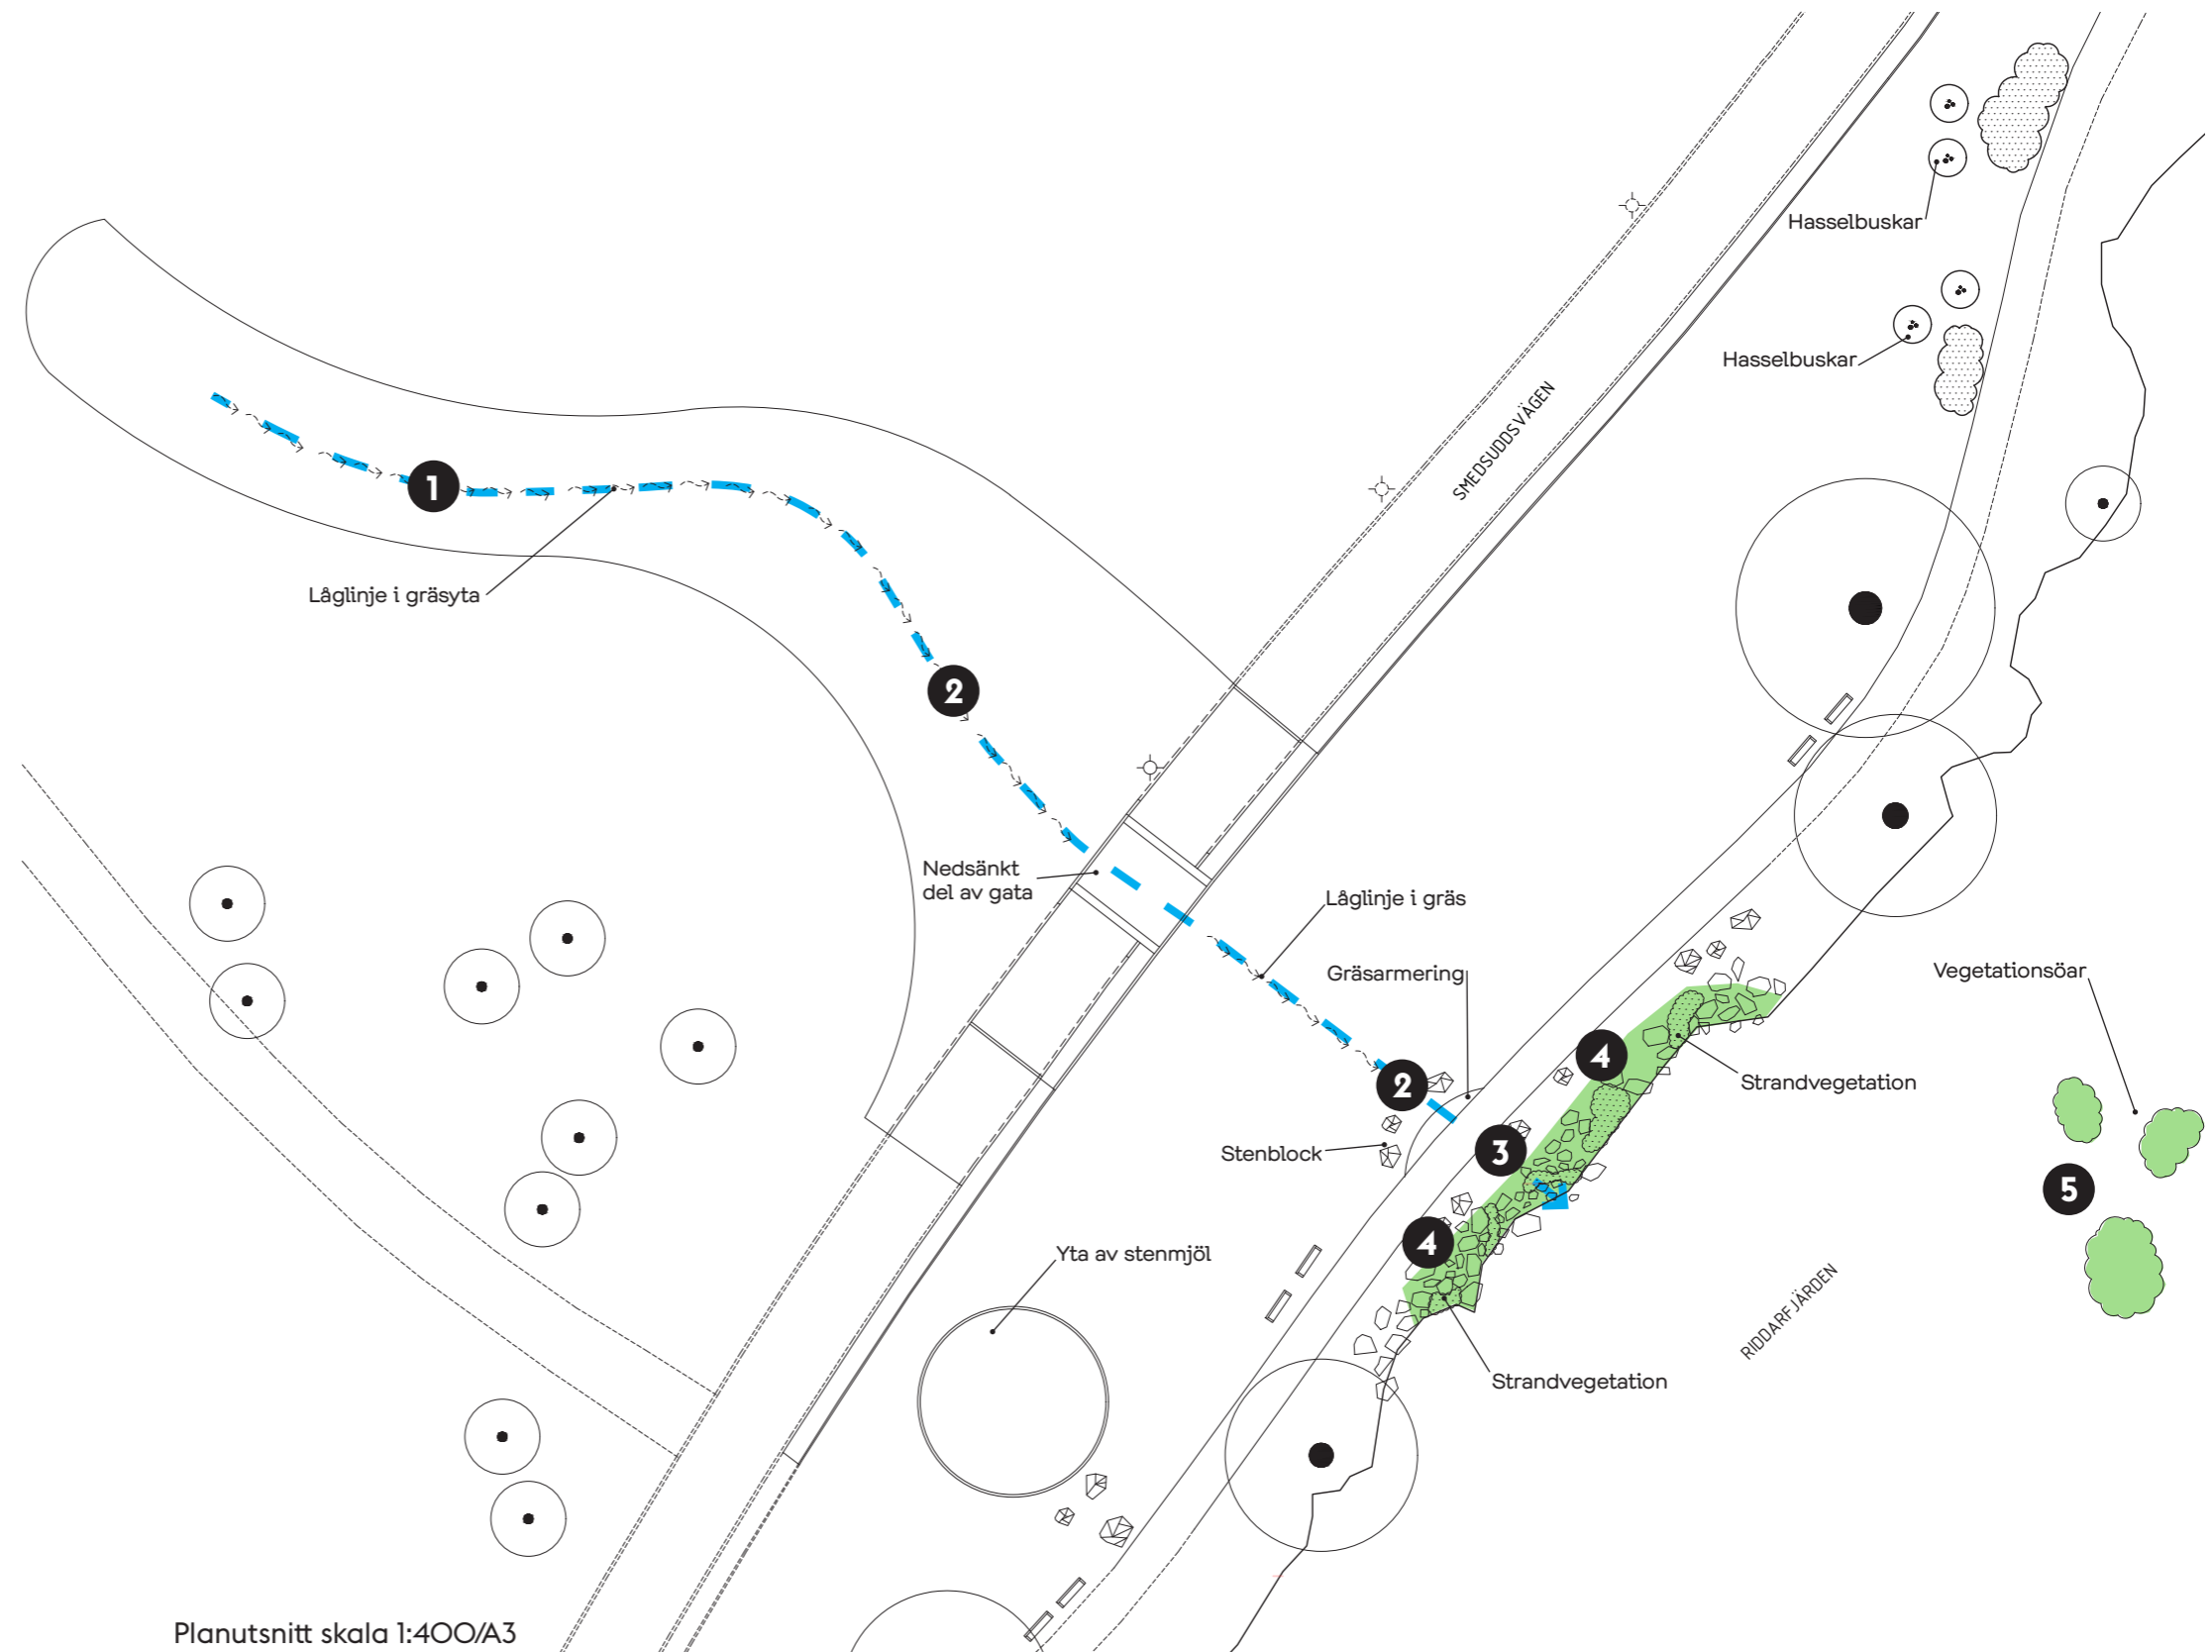 Hasselbuskar
Hasselbuskar
SMEDSUDDSVÄGEN
1
Låglinje i gräsyta
2
Nedsänkt
del av gata
Låglinje i gräs
Gräsarmering
Vegetationsöar
4
Strandvegetation
2
3
Stenblock
5
4
Yta av stenmjöl
RIDDARFJÄRDEN
Strandvegetation
Planutsnitt skala 1:400/A3